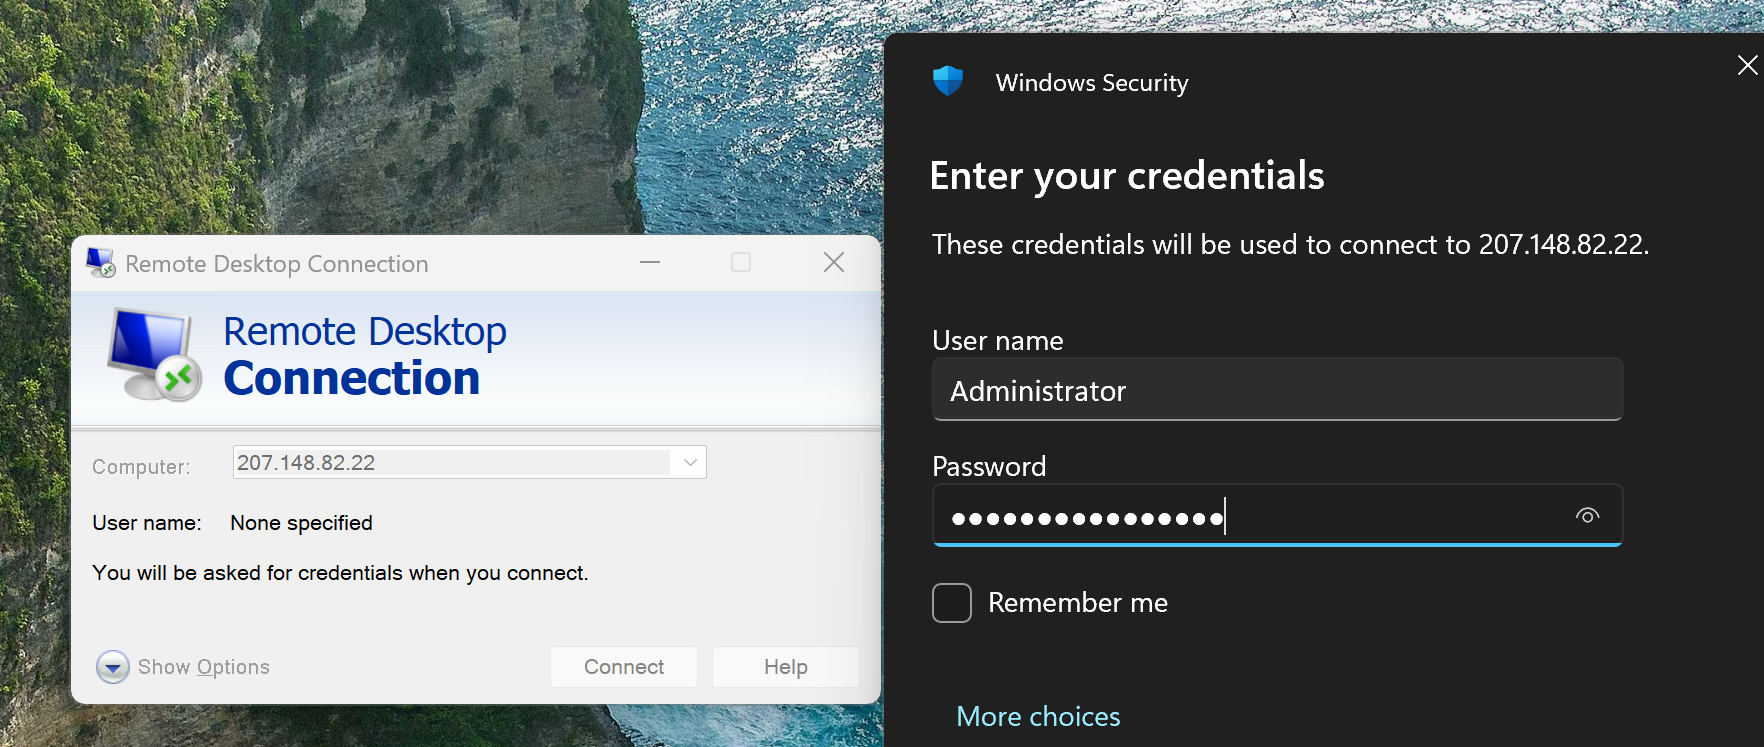 Remote Desktop Connection
Remote Desktop
Connection
Computer:
207.148.82.22
User name: None specified
You will be asked for credentials when you connect.
Show Options
Connect
Help
Windows Security
Enter your credentials
These credentials will be used to connect to 207.148.82.22.
User name
Administrator
Password
●●●●●●●●●●●●●●●●
Remember me
More choices